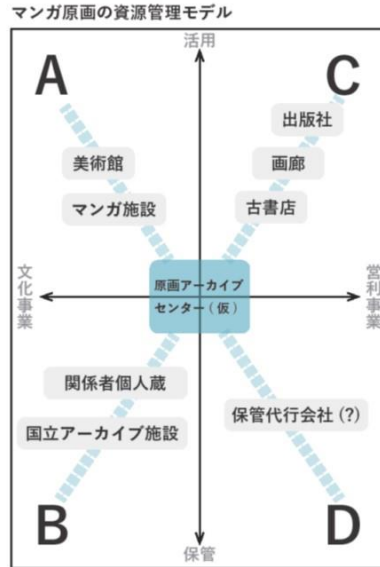 マンガ原画の資源管理モデル
活用
A
C
出版社
美術館
画廊
マンガ施設
古書店
文化事業
原画アーカイブ
センター(仮)
営利事業
関係者個人蔵
保管代行会社(?)
国立アーカイブ施設
B
D
保管